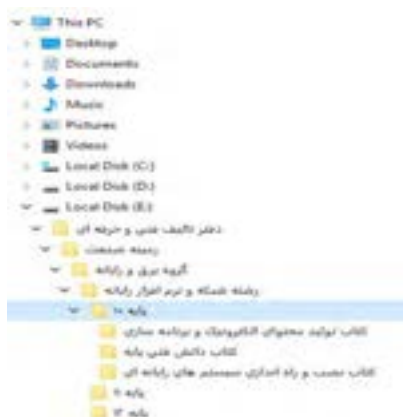 This PC
Desktop
Documents
Downloads
Music
Pictures
Videos
Local Disk (C:)
Local Disk (D:)
Local Disk (E:)
دفتر تالیف فنی و حرفه ای
زمینه صنعت
گروه برق و رایانه
رشته شبکه و نرم افزار رایانه
پایه ۱۰
کتاب تولید محتوای الکترونیک و برنامه سازی
کتاب دانش فنی پایه
کتاب نصب و راه اندازی سیستم های رایانه ای
پایه ۱۱
پایه ۱۲